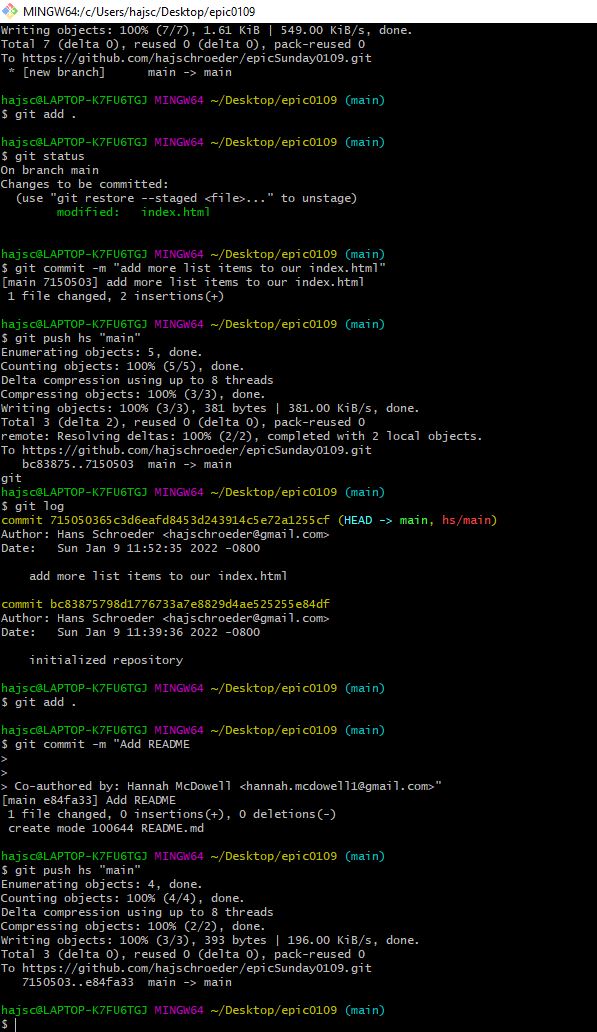 MINGW64:/c/Users/hajsc/Desktop/epic0109
Writing objects: 100% (7/7), 1.61 KiB | 549.00 KiB/s, done.
Total 7 (delta 0), reused 0 (delta 0), pack-reused 0
To https://github.com/hajschroeder/epicSunday0109.git
 * [new branch]      main -> main

hajsc@LAPTOP-K7FU6TGJ MINGW64 ~/Desktop/epic0109 (main)
$ git add .

hajsc@LAPTOP-K7FU6TGJ MINGW64 ~/Desktop/epic0109 (main)
$ git status
On branch main
Changes to be committed:
  (use "git restore --staged <file>..." to unstage)
        modified:   index.html


hajsc@LAPTOP-K7FU6TGJ MINGW64 ~/Desktop/epic0109 (main)
$ git commit -m "add more list items to our index.html"
[main 7150503] add more list items to our index.html
 1 file changed, 2 insertions(+)

hajsc@LAPTOP-K7FU6TGJ MINGW64 ~/Desktop/epic0109 (main)
$ git push hs "main"
Enumerating objects: 5, done.
Counting objects: 100% (5/5), done.
Delta compression using up to 8 threads
Compressing objects: 100% (3/3), done.
Writing objects: 100% (3/3), 381 bytes | 381.00 KiB/s, done.
Total 3 (delta 2), reused 0 (delta 0), pack-reused 0
remote: Resolving deltas: 100% (2/2), completed with 2 local objects.
To https://github.com/hajschroeder/epicSunday0109.git
   bc83875..7150503  main -> main
git
hajsc@LAPTOP-K7FU6TGJ MINGW64 ~/Desktop/epic0109 (main)
$ git log
commit 715050365c3d6eafd8453d243914c5e72a1255cf (HEAD -> main, hs/main)
Author: Hans Schroeder <hajschroeder@gmail.com>
Date:   Sun Jan 9 11:52:35 2022 -0800

    add more list items to our index.html

commit bc83875798d1776733a7e8829d4ae525255e84df
Author: Hans Schroeder <hajschroeder@gmail.com>
Date:   Sun Jan 9 11:39:36 2022 -0800

    initialized repository

hajsc@LAPTOP-K7FU6TGJ MINGW64 ~/Desktop/epic0109 (main)
$ git add .

hajsc@LAPTOP-K7FU6TGJ MINGW64 ~/Desktop/epic0109 (main)
$ git commit -m "Add README
>
>
> Co-authored by: Hannah McDowell <hannah.mcdowell1@gmail.com>"
[main e84fa33] Add README
 1 file changed, 0 insertions(+), 0 deletions(-)
 create mode 100644 README.md

hajsc@LAPTOP-K7FU6TGJ MINGW64 ~/Desktop/epic0109 (main)
$ git push hs "main"
Enumerating objects: 4, done.
Counting objects: 100% (4/4), done.
Delta compression using up to 8 threads
Compressing objects: 100% (2/2), done.
Writing objects: 100% (3/3), 393 bytes | 196.00 KiB/s, done.
Total 3 (delta 0), reused 0 (delta 0), pack-reused 0
To https://github.com/hajschroeder/epicSunday0109.git
   7150503..e84fa33  main -> main

hajsc@LAPTOP-K7FU6TGJ MINGW64 ~/Desktop/epic0109 (main)
$